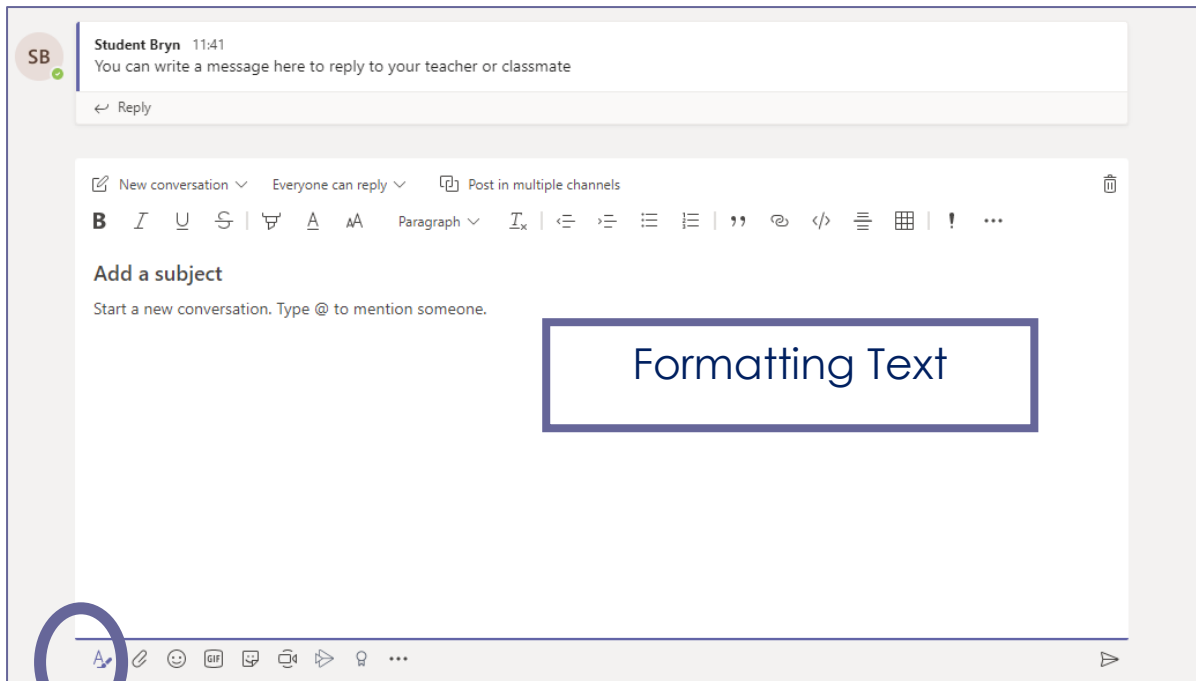 SB
Student Bryn 11:41
You can write a message here to reply to your teacher or classmate
Reply
New conversation Everyone can reply Post in multiple channels
B I U S A AA Paragraph Tx
Add a subject
Start a new conversation. Type @ to mention someone.
Formatting Text
A GIF